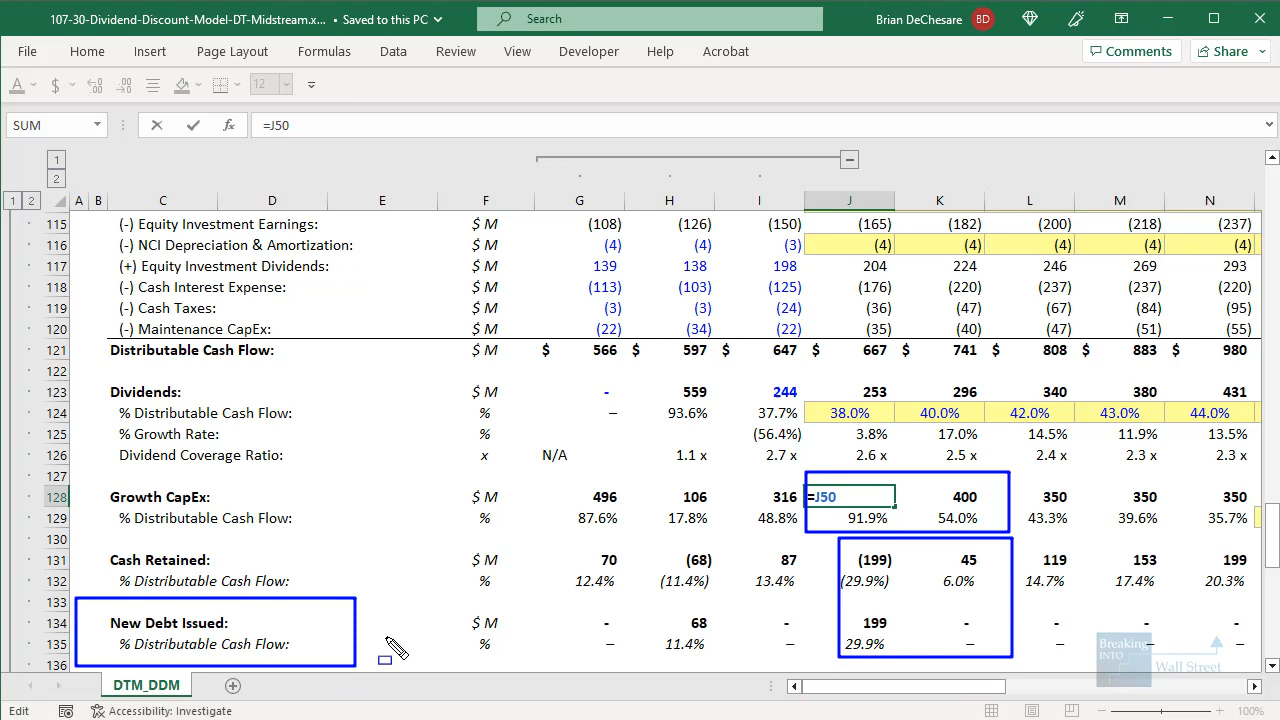 107-30-Dividend-Discount-Model-DT-Midstream.x... • Saved to this PC
Search
Brian DeChesare BD
File Home Insert Page Layout Formulas Data Review View Developer Help Acrobat Comments Share
A $ 12
SUM fx =J50
1
2
1 2 A B C D E F G H I J K L M N
115 (-) Equity Investment Earnings: $ M (108) (126) (150) (165) (182) (200) (218) (237)
116 (-) NCI Depreciation & Amortization: $ M (4) (4) (3) (4) (4) (4) (4) (4)
117 (+) Equity Investment Dividends: $ M 139 138 198 204 224 246 269 293
118 (-) Cash Interest Expense: $ M (113) (103) (125) (176) (220) (237) (237) (220)
119 (-) Cash Taxes: $ M (3) (3) (24) (36) (47) (67) (84) (95)
120 (-) Maintenance CapEx: $ M (22) (34) (22) (35) (40) (47) (51) (55)
121 Distributable Cash Flow: $ M $ 566 $ 597 $ 647 $ 667 $ 741 $ 808 $ 883 $ 980
122
123 Dividends: $ M - 559 244 253 296 340 380 431
124 % Distributable Cash Flow: % – 93.6% 37.7% 38.0% 40.0% 42.0% 43.0% 44.0%
125 % Growth Rate: % (56.4%) 3.8% 17.0% 14.5% 11.9% 13.5%
126 Dividend Coverage Ratio: x N/A 1.1 x 2.7 x 2.6 x 2.5 x 2.4 x 2.3 x 2.3 x
127
128 Growth CapEx: $ M 496 106 316 =J50 400 350 350 350
129 % Distributable Cash Flow: % 87.6% 17.8% 48.8% 91.9% 54.0% 43.3% 39.6% 35.7%
130
131 Cash Retained: $ M 70 (68) 87 (199) 45 119 153 199
132 % Distributable Cash Flow: % 12.4% (11.4%) 13.4% (29.9%) 6.0% 14.7% 17.4% 20.3%
133
134 New Debt Issued: $ M - 68 - 199 - - - -
135 % Distributable Cash Flow: % – 11.4% – 29.9% – – – –
136
Breaking INTO Wall Street
DTM_DDM
Edit Accessibility: Investigate 100%